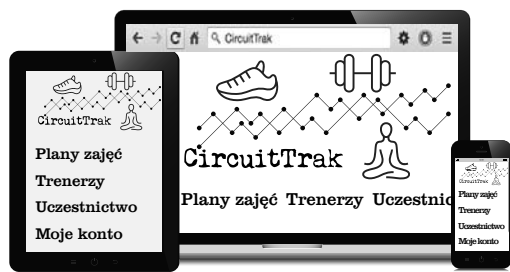 CircuitTrak
CircuitTrak
Plany zajęć Trenerzy Uczestnic
CircuitTrak
Plany zajęć
Trenerzy
Uczestnictwo
Moje konto
CircuitTrak
Plany zajęć
Trenerzy
Uczestnictwo
Moje konto